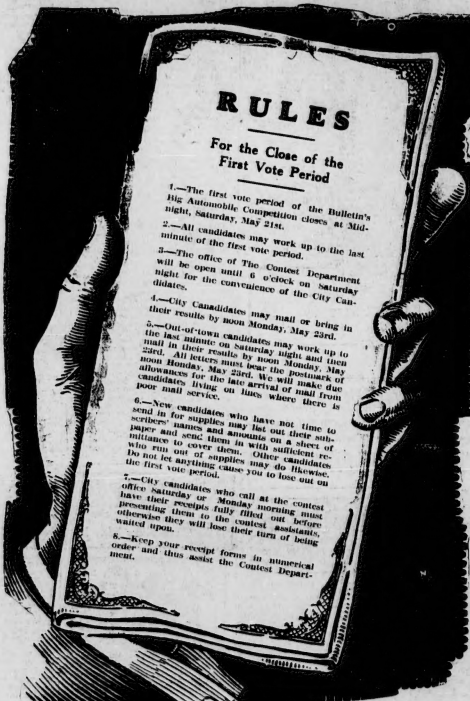 RULES
For the Close of the
First Vote Period
1.—The first vote period of the Bulletin's
Big Automobile Competition closes at Mid-
night, Saturday, May 21st.
2.—All candidates may work up to the last
minute of the first vote period.
3—The office of The Contest Department
will be open until 6 o'clock on Saturday
night for the convenience of the City Can-
didates.
4.—City Canadidates may mail or bring in
their results by noon Monday, May 23rd.
5.—Out-of-town candidates may work up to
the last minute on Saturday night and then
mail in their results by noon Monday, May
23rd. All letters must bear the postmark of
noon Honday, May 23rd. We will make due
allowances for the late arrival of mail from
candidates living on lines where there is
poor mail service.
6.—New candidates who have not time to
send in for supplies may list out their sub-
scribers' names and amounts on a sheet of
paper and send them in with sufficient re-
mittance to cover them. Other candidates
who run out of supplies may do likewise.
Do not let anything cause you to lose out on
the first vote period.
7.—City candidates who call at the contest
office Saturday or Monday morning must
have their receipts fully filled out before
presenting them to the contest assistants,
otherwise they will lose their turn of being
waited upon.
8.—Keep your receipt forms in numerical
order and thus assist the Contest Depart-
ment.